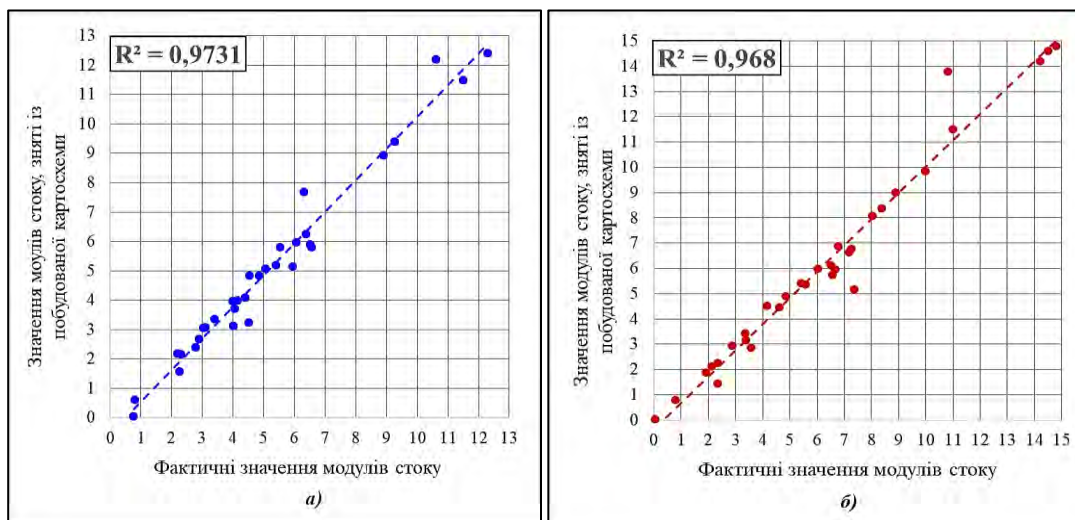 R² = 0,9731
Значення моулів стоку, зняті із
побудованої картосхеми
13
12
11
10
9
8
7
6
5
4
3
2
1
0
0 1 2 3 4 5 6 7 8 9 10 11 12 13
Фактичні значення модулів стоку
а)
R² = 0,968
Значення модулів стоку, зняті із
побудованої картосхеми
15
14
13
12
11
10
9
8
7
6
5
4
3
2
1
0
0 1 2 3 4 5 6 7 8 9 10 11 12 13 14 15
Фактичні значення модулів стоку
б)